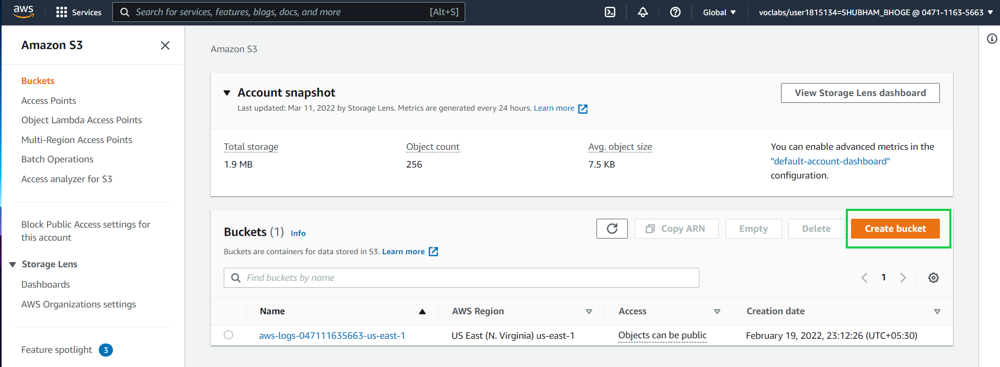 aws Services Search for services, features, blogs, docs, and more [Alt+S] Global voclabs/user1815134=SHUBHAM_BHOGE @ 0471-1163-5663
Amazon S3
Buckets
Access Points
Object Lambda Access Points
Multi-Region Access Points
Batch Operations
Access analyzer for S3
Block Public Access settings for
this account
Storage Lens
Dashboards
AWS Organizations settings
Feature spotlight 3
Amazon S3
Account snapshot
View Storage Lens dashboard
Last updated: Mar 11, 2022 by Storage Lens. Metrics are generated every 24 hours. Learn more
Total storage
1.9 MB
Object count
256
Avg. object size
7.5 KB
You can enable advanced metrics in the
"default-account-dashboard"
configuration.
Buckets (1) Info
Copy ARN Empty Delete Create bucket
Buckets are containers for data stored in S3. Learn more
Find buckets by name
1
Name AWS Region Access Creation date
aws-logs-047111635663-us-east-1 US East (N. Virginia) us-east-1 Objects can be public February 19, 2022, 23:12:26 (UTC+05:30)